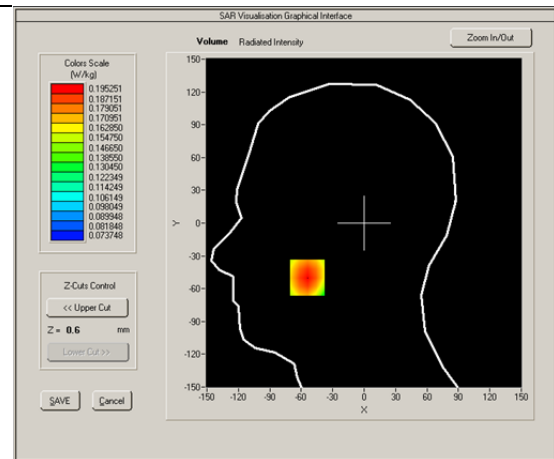 SAR Visualisation Graphical Interface
Volume Radiated Intensity
Zoom In/Out
Colors Scale
(W/kg)
0.195251
0.187151
0.179051
0.170951
0.162850
0.154750
0.146650
0.138550
0.130450
0.122349
0.114249
0.106149
0.098049
0.089948
0.081848
0.073748
Z-Cuts Control
<< Upper Cut
Z = 0.6 mm
Lower Cut >>
SAVE Cancel
150
120
90
60
30
0
-30
-60
-90
-120
-150
Y
-150 -120 -90 -60 -30 0 30 60 90 120 150
X